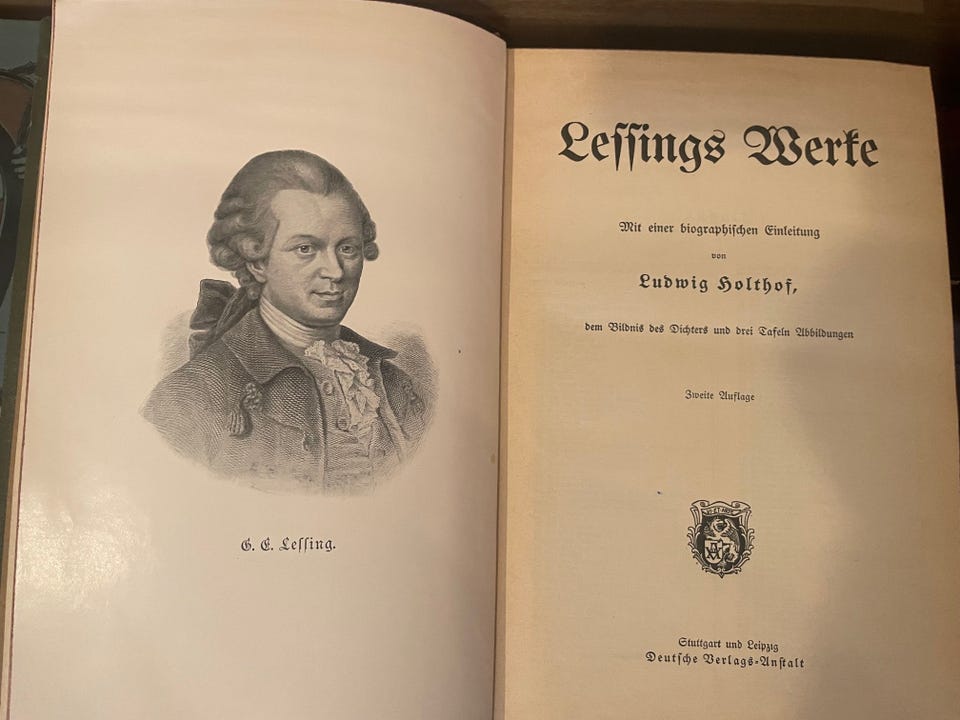 G. E. Leſſing.
Leſſings Werke
Mit einer biographiſchen Einleitung
von
Ludwig Holthof,
dem Bildnis des Dichters und drei Tafeln Abbildungen
Zweite Auflage
Stuttgart und Leipzig
Deutſche Verlags-Anſtalt